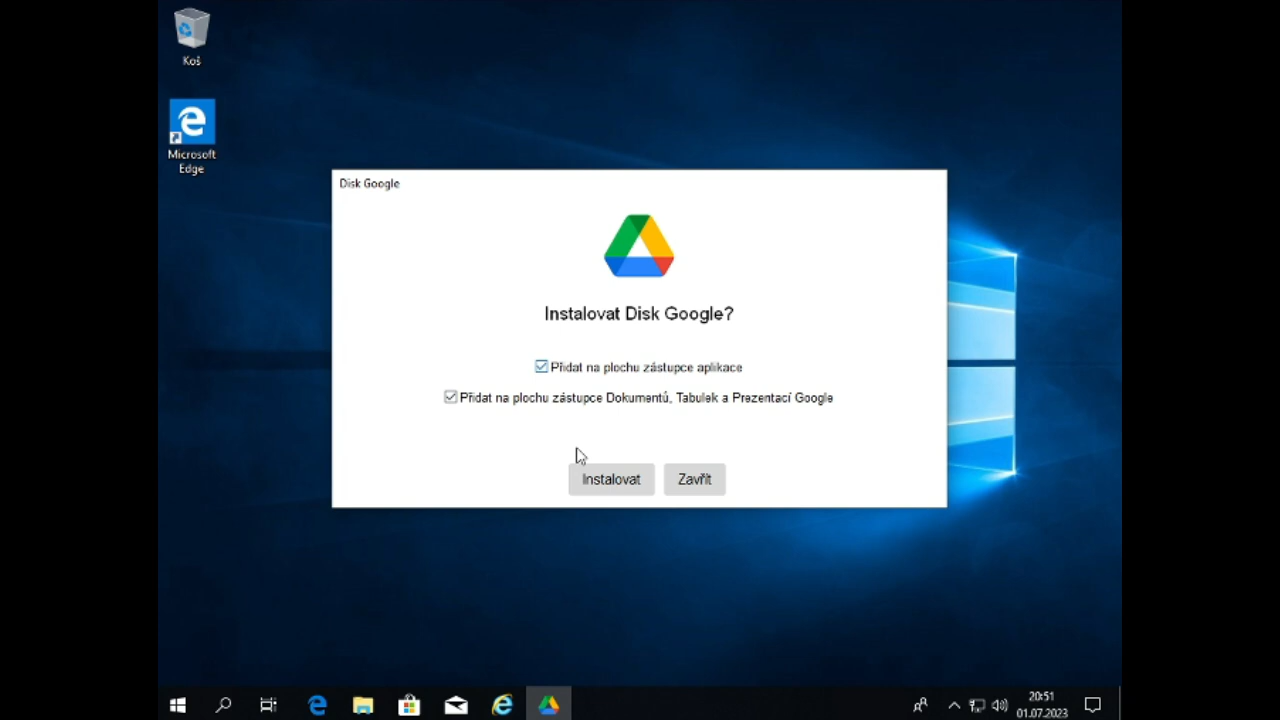 Koš
Microsoft
Edge
Disk Google
Instalovat Disk Google?
Přidat na plochu zástupce aplikace
Přidat na plochu zástupce Dokumentů, Tabulek a Prezentací Google
Instalovat
Zavřít
20:51
01.07.2023